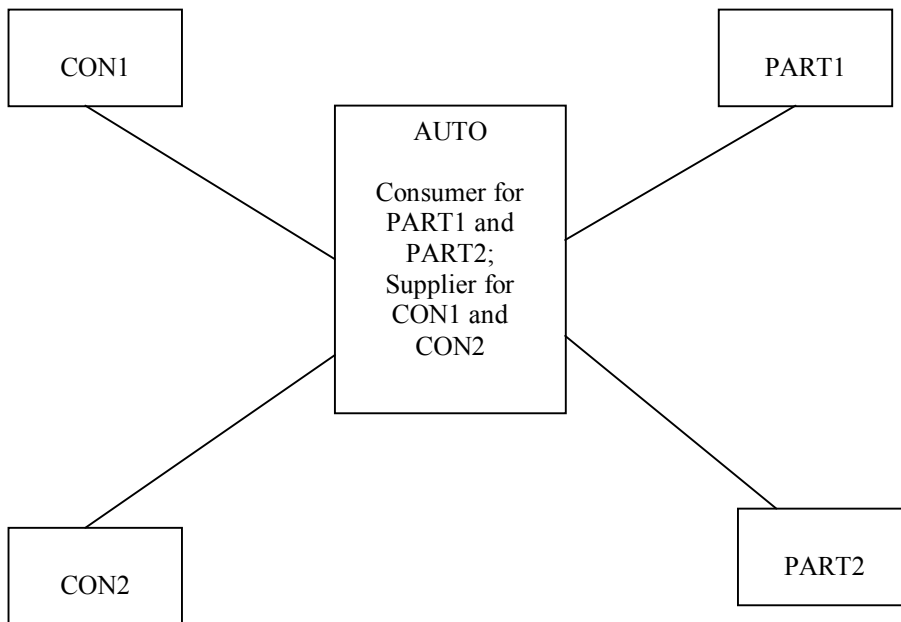 CON1
PART1
AUTO
Consumer for
PART1 and
PART2;
Supplier for
CON1 and
CON2
CON2
PART2